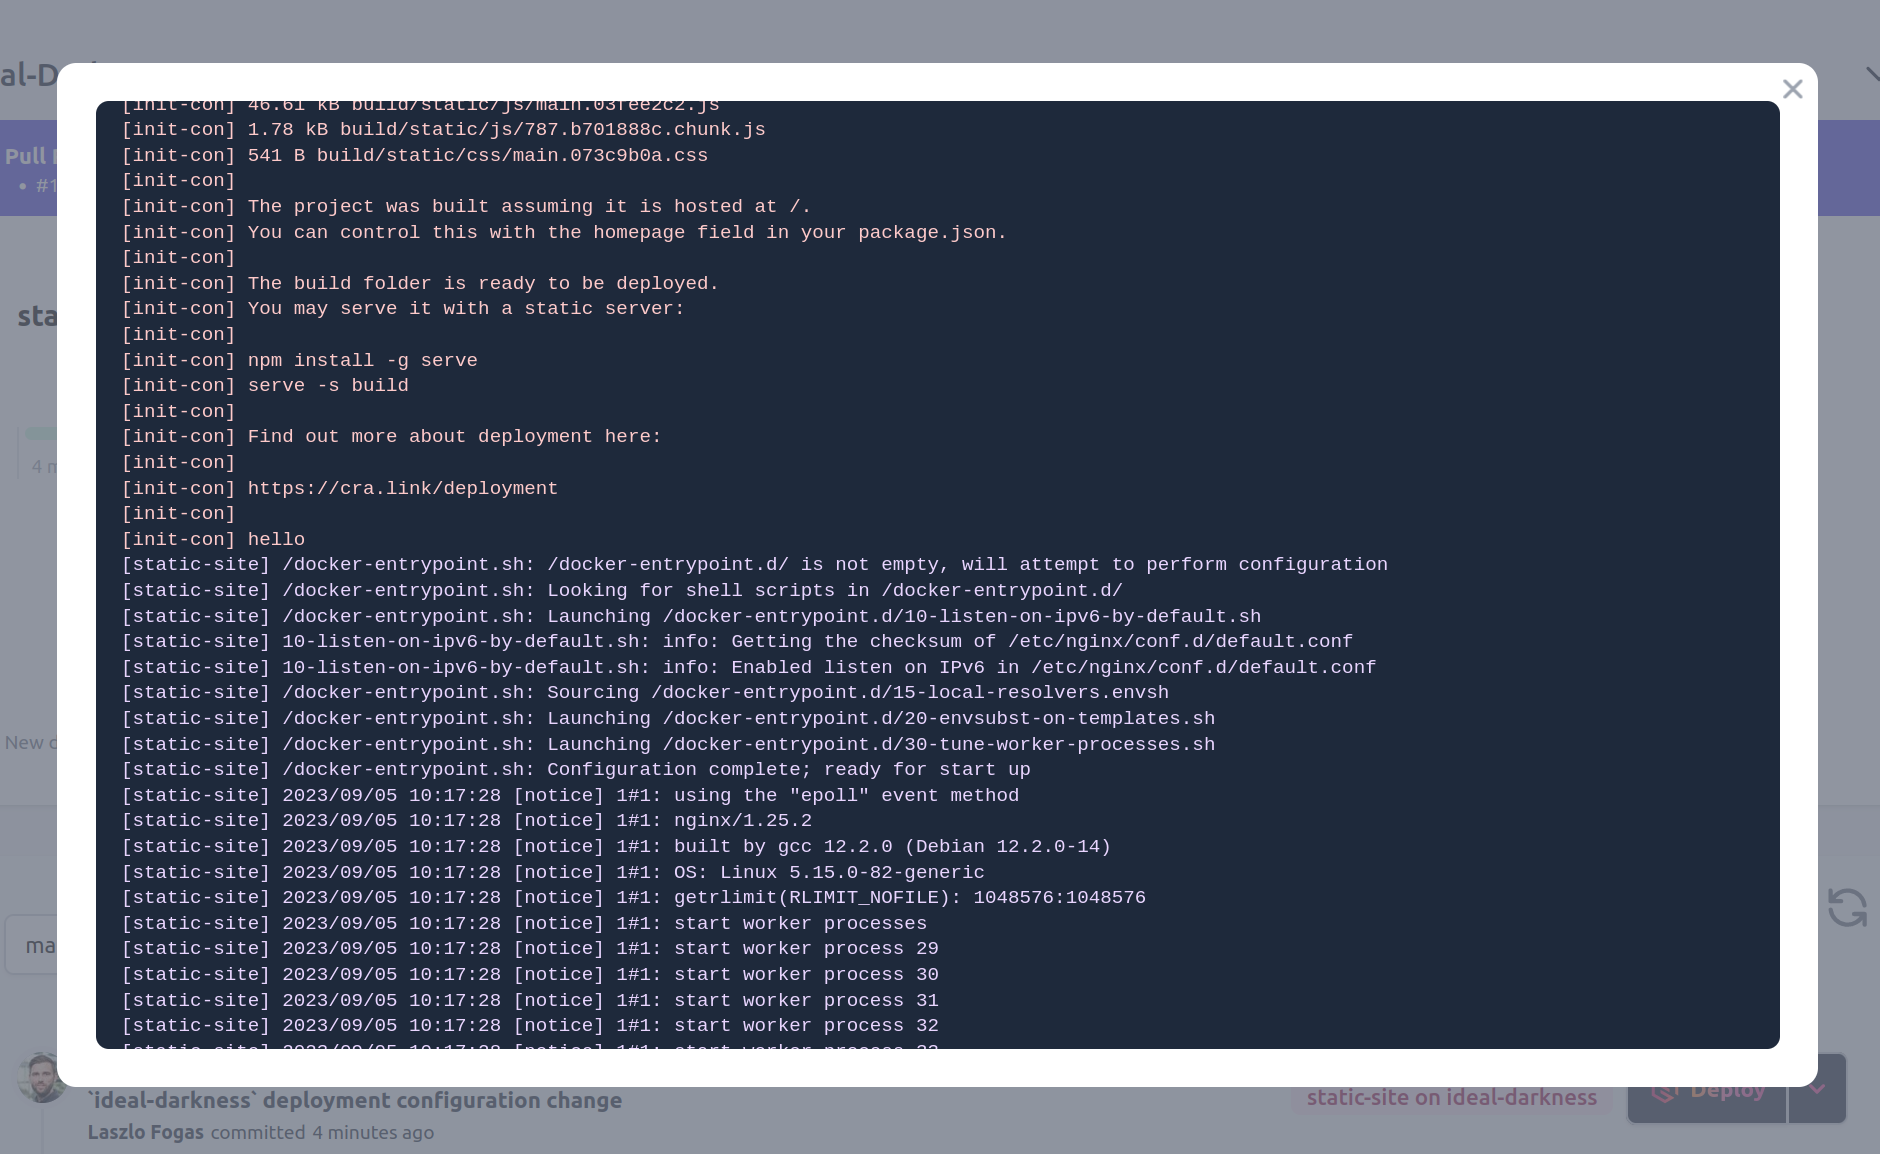 al-D
[init-con] 46.61 kB build/static/js/main.03fee2c2.js
[init-con] 1.78 kB build/static/js/787.b701888c.chunk.js
[init-con] 541 B build/static/css/main.073c9b0a.css
[init-con]
[init-con] The project was built assuming it is hosted at /.
[init-con] You can control this with the homepage field in your package.json.
[init-con]
[init-con] The build folder is ready to be deployed.
[init-con] You may serve it with a static server:
[init-con]
[init-con] npm install -g serve
[init-con] serve -s build
[init-con]
[init-con] Find out more about deployment here:
[init-con]
[init-con] https://cra.link/deployment
[init-con]
[init-con] hello
[static-site] /docker-entrypoint.sh: /docker-entrypoint.d/ is not empty, will attempt to perform configuration
[static-site] /docker-entrypoint.sh: Looking for shell scripts in /docker-entrypoint.d/
[static-site] /docker-entrypoint.sh: Launching /docker-entrypoint.d/10-listen-on-ipv6-by-default.sh
[static-site] 10-listen-on-ipv6-by-default.sh: info: Getting the checksum of /etc/nginx/conf.d/default.conf
[static-site] 10-listen-on-ipv6-by-default.sh: info: Enabled listen on IPv6 in /etc/nginx/conf.d/default.conf
[static-site] /docker-entrypoint.sh: Sourcing /docker-entrypoint.d/15-local-resolvers.envsh
[static-site] /docker-entrypoint.sh: Launching /docker-entrypoint.d/20-envsubst-on-templates.sh
[static-site] /docker-entrypoint.sh: Launching /docker-entrypoint.d/30-tune-worker-processes.sh
[static-site] /docker-entrypoint.sh: Configuration complete; ready for start up
[static-site] 2023/09/05 10:17:28 [notice] 1#1: using the "epoll" event method
[static-site] 2023/09/05 10:17:28 [notice] 1#1: nginx/1.25.2
[static-site] 2023/09/05 10:17:28 [notice] 1#1: built by gcc 12.2.0 (Debian 12.2.0-14)
[static-site] 2023/09/05 10:17:28 [notice] 1#1: OS: Linux 5.15.0-82-generic
[static-site] 2023/09/05 10:17:28 [notice] 1#1: getrlimit(RLIMIT_NOFILE): 1048576:1048576
[static-site] 2023/09/05 10:17:28 [notice] 1#1: start worker processes
[static-site] 2023/09/05 10:17:28 [notice] 1#1: start worker process 29
[static-site] 2023/09/05 10:17:28 [notice] 1#1: start worker process 30
[static-site] 2023/09/05 10:17:28 [notice] 1#1: start worker process 31
[static-site] 2023/09/05 10:17:28 [notice] 1#1: start worker process 32
[static-site] 2023/09/05 10:17:28 [notice] 1#1: start worker process 33
Pull
• #1
sta
4 m
New
ma
`ideal-darkness` deployment configuration change
Laszlo Fogas committed 4 minutes ago
static-site on ideal-darkness
Deploy